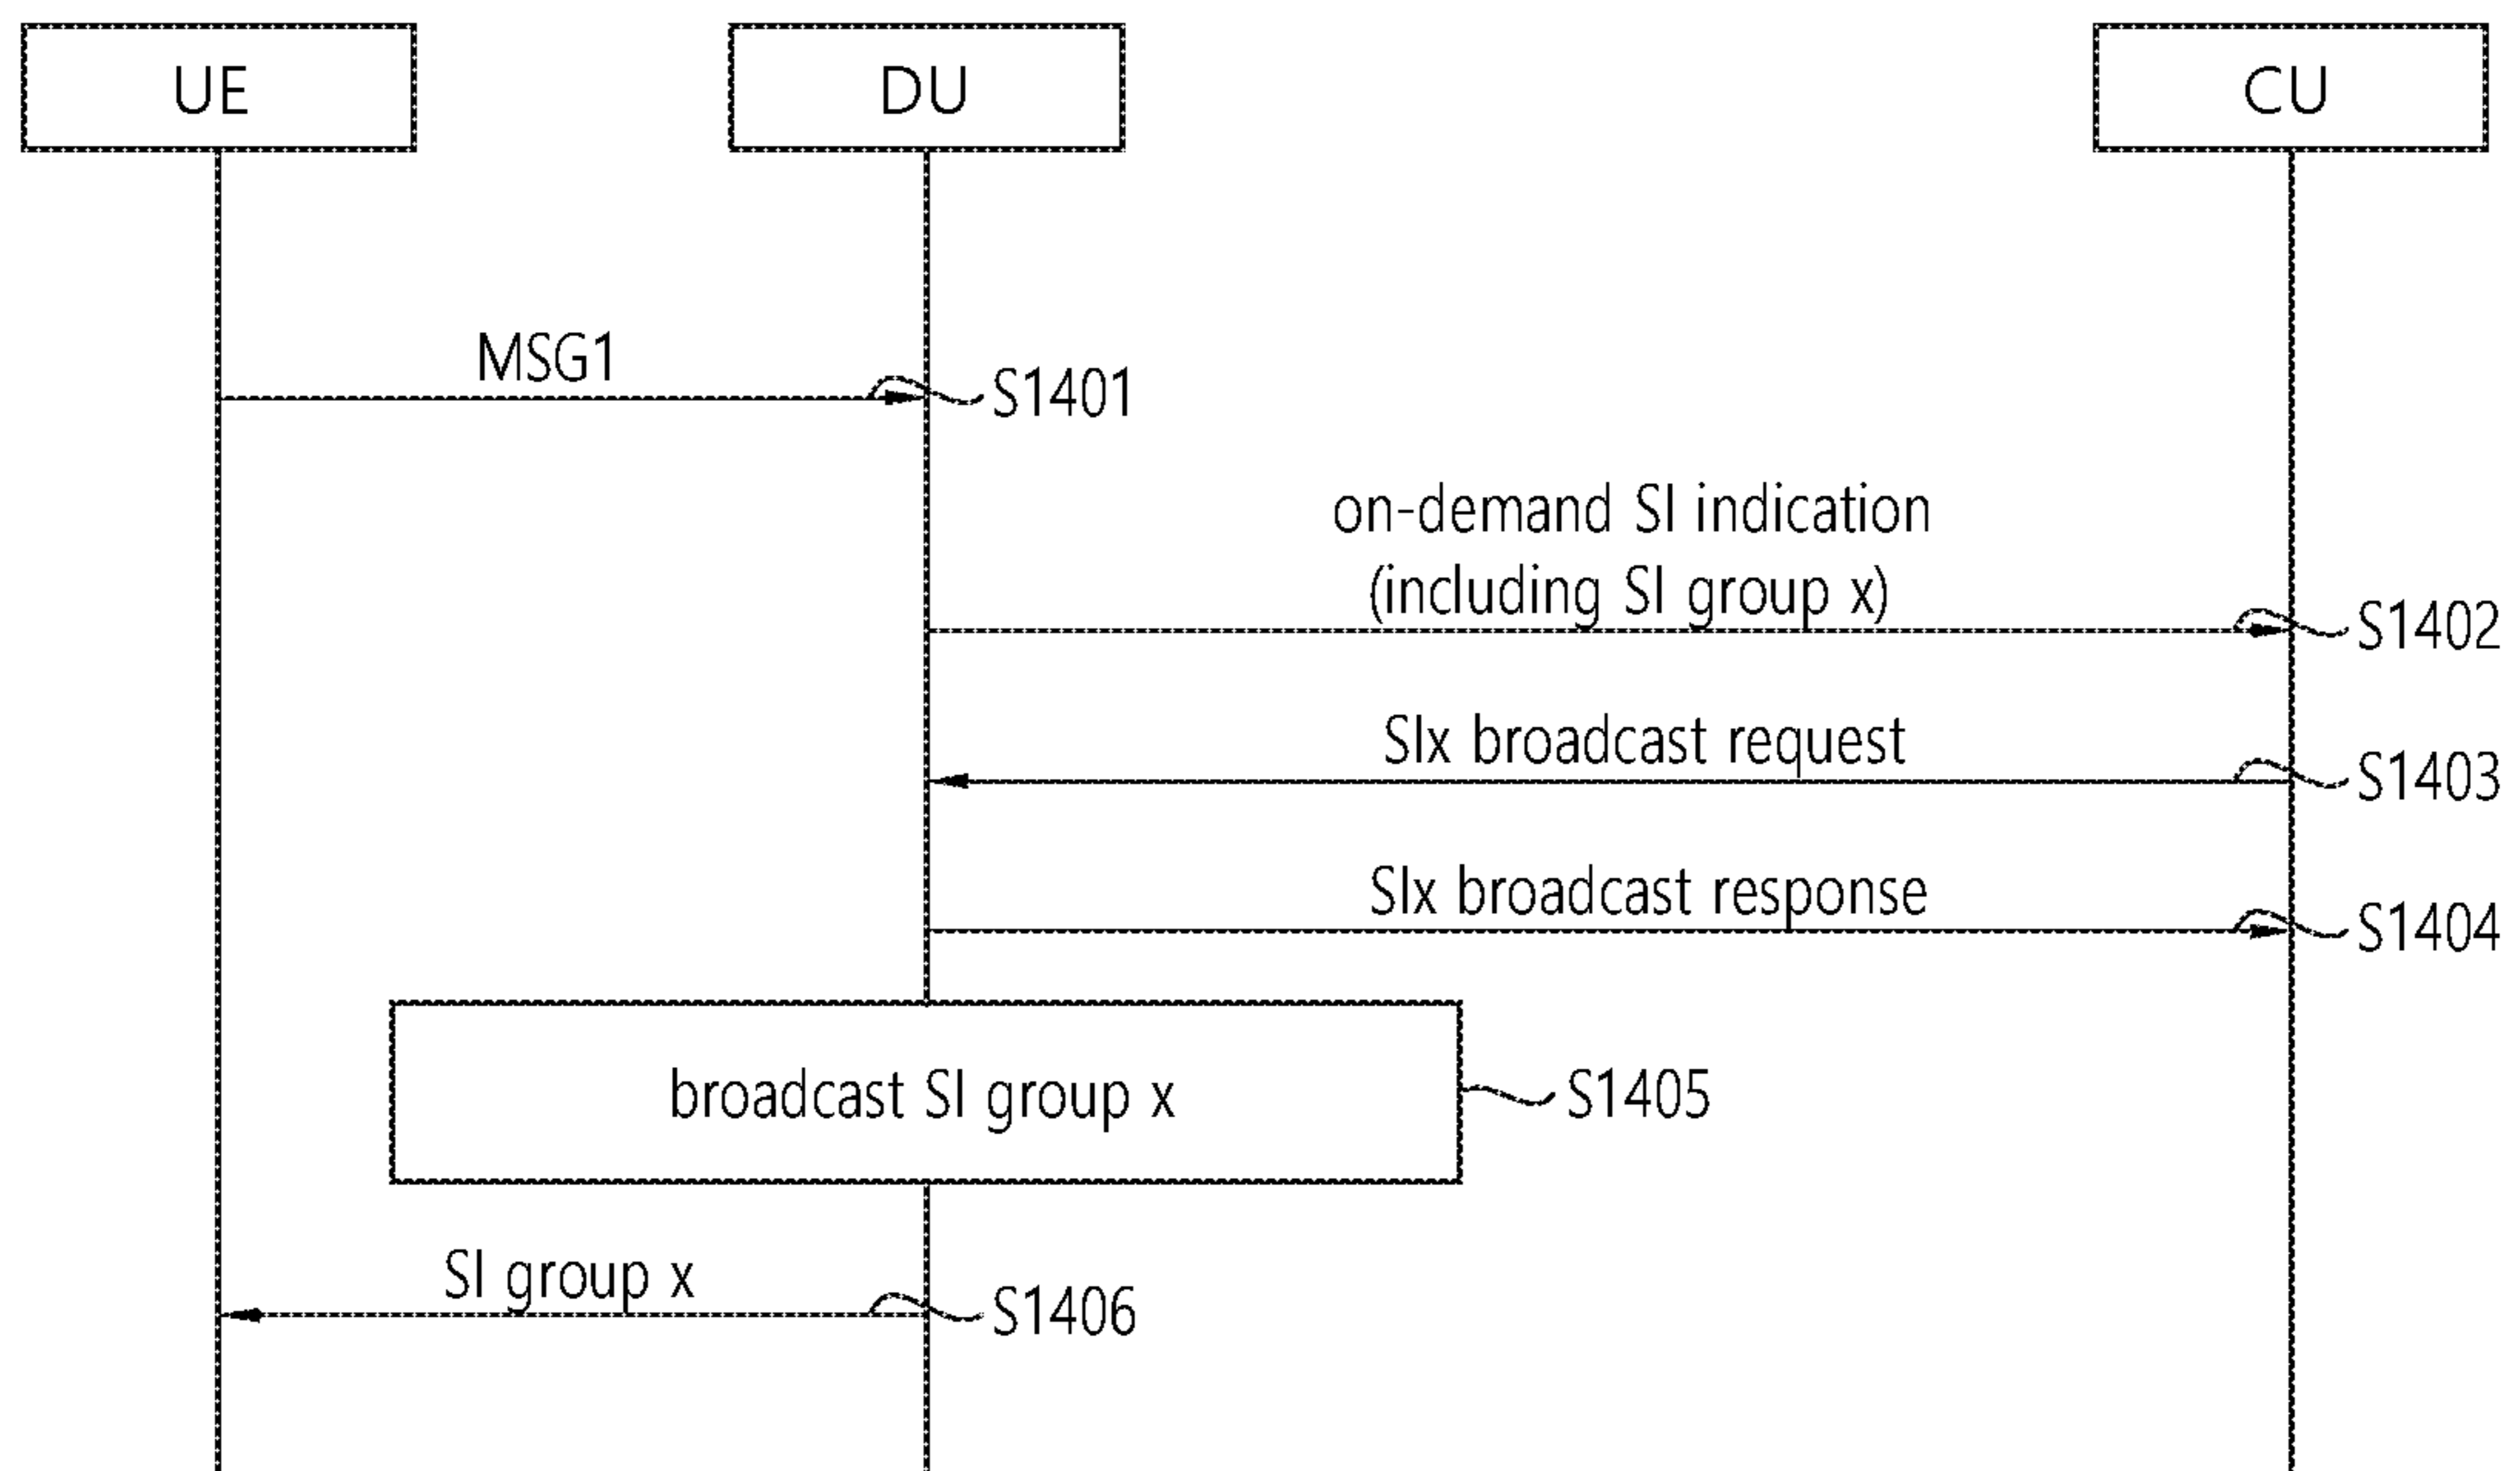 UE
DU
CU
MSG1
S1401
on-demand SI indication
(including SI group x)
S1402
SIx broadcast request
S1403
SIx broadcast response
S1404
broadcast SI group x
S1405
SI group x
S1406